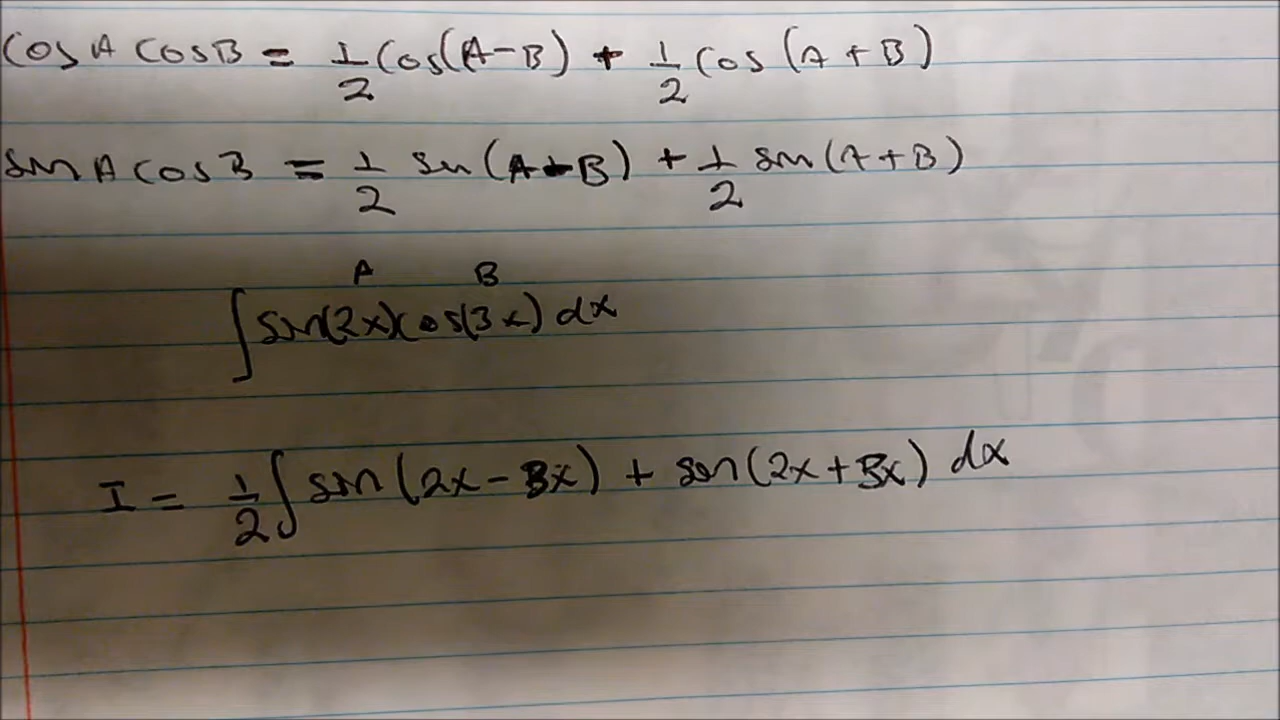 cos A cos B = 1/2 cos(A-B) + 1/2 cos(A+B)
sin A cos B = 1/2 sin(A-B) + 1/2 sin(A+B)
A B
∫ sin(2x)cos(3x) dx
I = 1/2 ∫ sin(2x-3x) + sin(2x+3x) dx